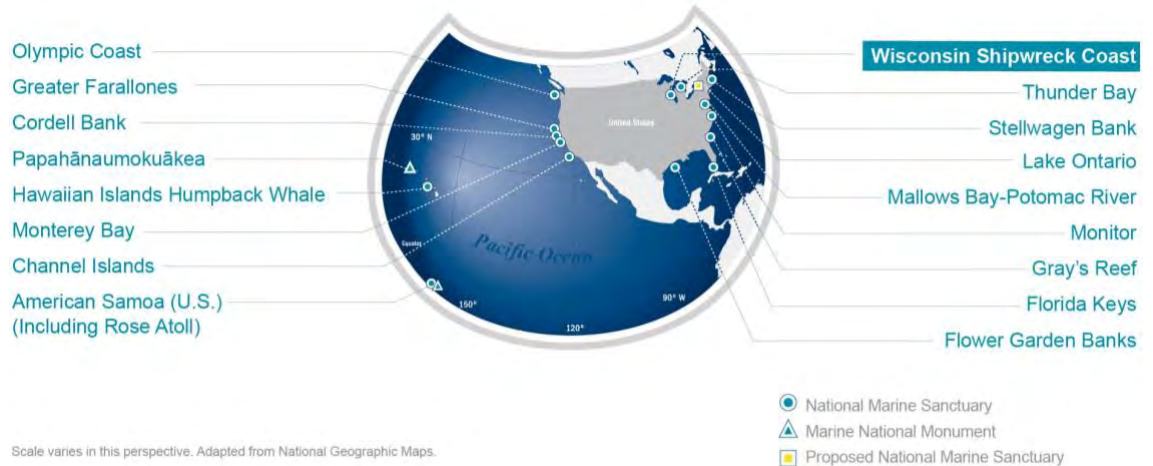 Olympic Coast
Greater Farallones
Cordell Bank
Papahānaumokuākea
Hawaiian Islands Humpback Whale
Monterey Bay
Channel Islands
American Samoa (U.S.)
(Including Rose Atoll)
30° N
United States
Equator
Pacific Ocean
150°
120°
90° W
Wisconsin Shipwreck Coast
Thunder Bay
Stellwagen Bank
Lake Ontario
Mallows Bay-Potomac River
Monitor
Gray's Reef
Florida Keys
Flower Garden Banks
National Marine Sanctuary
Marine National Monument
Proposed National Marine Sanctuary
Scale varies in this perspective. Adapted from National Geographic Maps.